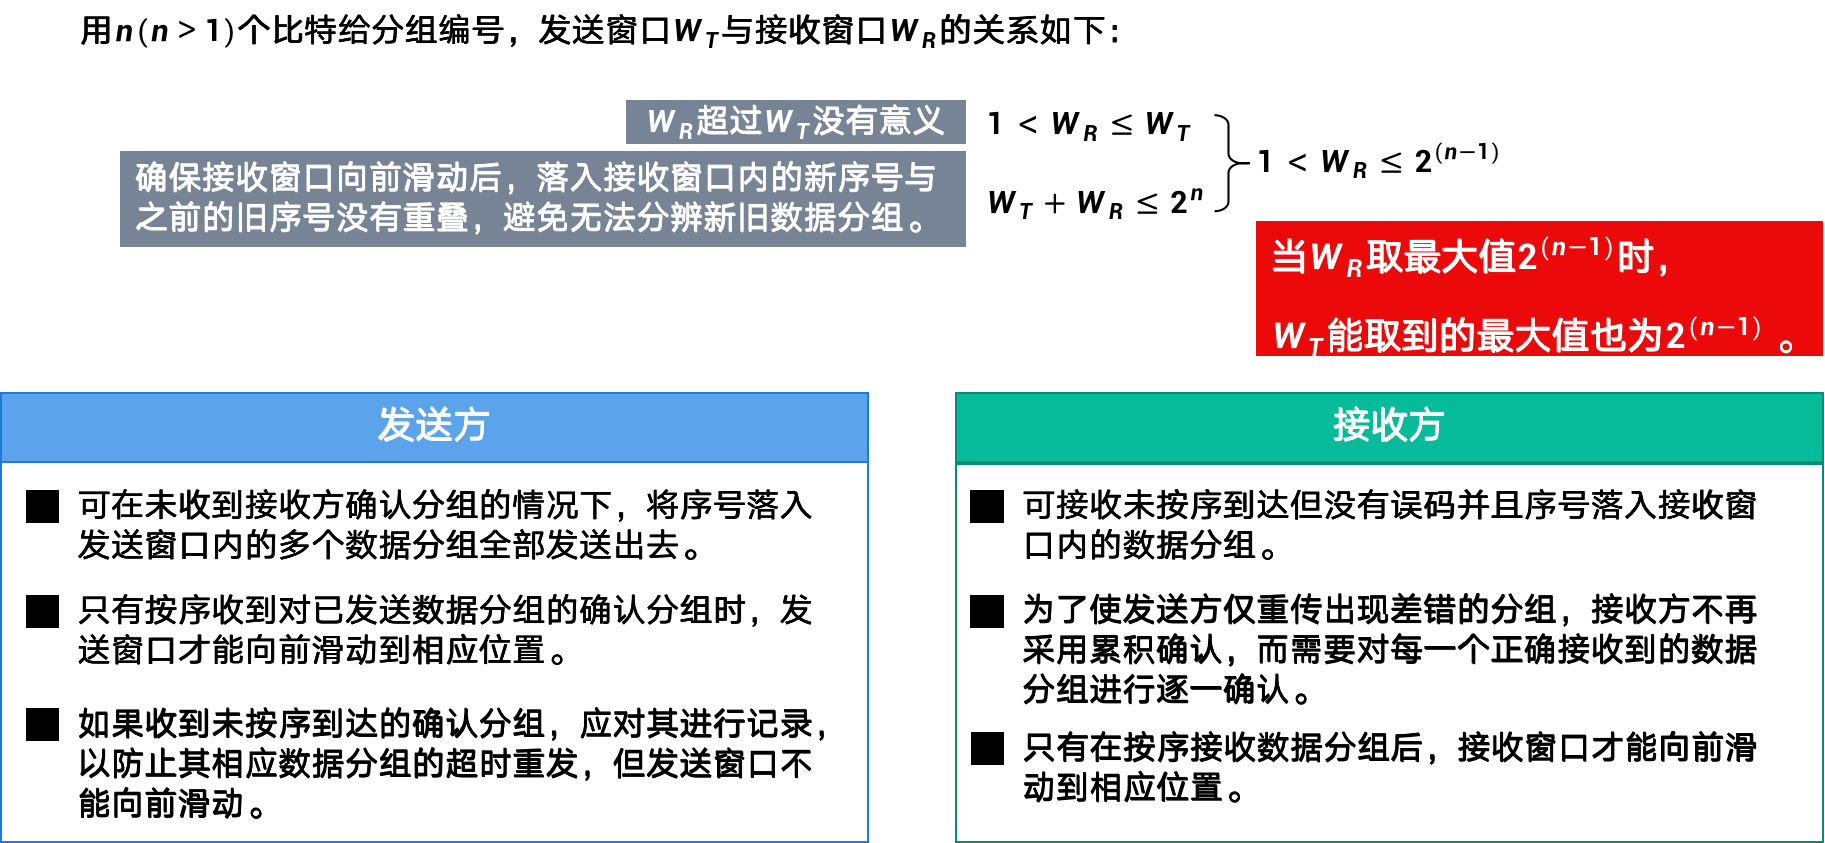 用n(n > 1)个比特给分组编号，发送窗口W_T与接收窗口W_R的关系如下：
W_R超过W_T没有意义
1 < W_R ≤ W_T
确保接收窗口向前滑动后，落入接收窗口内的新序号与
之前的旧序号没有重叠，避免无法分辨新旧数据分组。
W_T + W_R ≤ 2^n
1 < W_R ≤ 2^(n−1)
当W_R取最大值2^(n−1)时，
W_T能取到的最大值也为2^(n−1) 。
发送方
可在未收到接收方确认分组的情况下，将序号落入
发送窗口内的多个数据分组全部发送出去。
只有按序收到对已发送数据分组的确认分组时，发
送窗口才能向前滑动到相应位置。
如果收到未按序到达的确认分组，应对其进行记录，
以防止其相应数据分组的超时重发，但发送窗口不
能向前滑动。
接收方
可接收未按序到达但没有误码并且序号落入接收窗
口内的数据分组。
为了使发送方仅重传出现差错的分组，接收方不再
采用累积确认，而需要对每一个正确接收到的数据
分组进行逐一确认。
只有在按序接收数据分组后，接收窗口才能向前滑
动到相应位置。